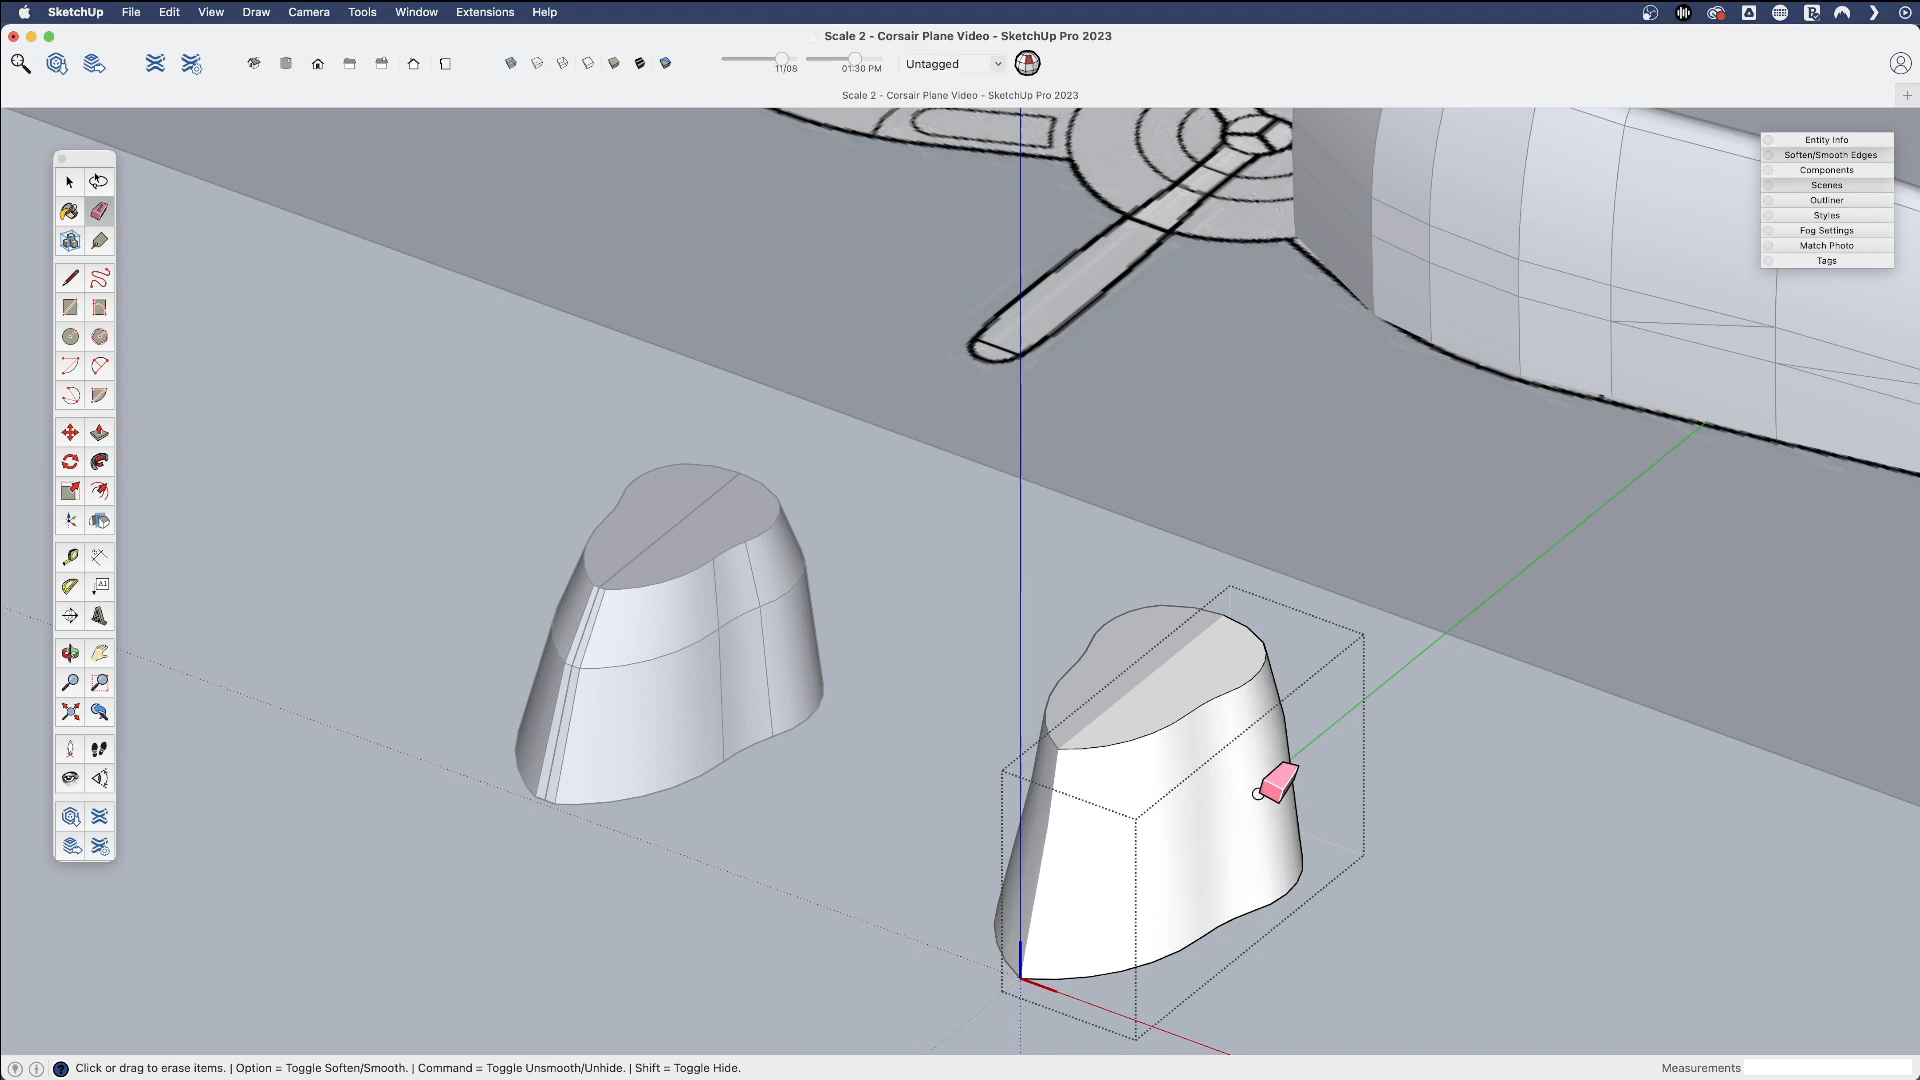 SketchUp File Edit View Draw Camera Tools Window Extensions Help
Scale 2 - Corsair Plane Video - SketchUp Pro 2023
11/08 01:30 PM Untagged
Scale 2 - Corsair Plane Video - SketchUp Pro 2023
Entity Info
Soften/Smooth Edges
Components
Scenes
Outliner
Styles
Fog Settings
Match Photo
Tags
A1
Click or drag to erase items. | Option = Toggle Soften/Smooth. | Command = Toggle Unsmooth/Unhide. | Shift = Toggle Hide.
Measurements